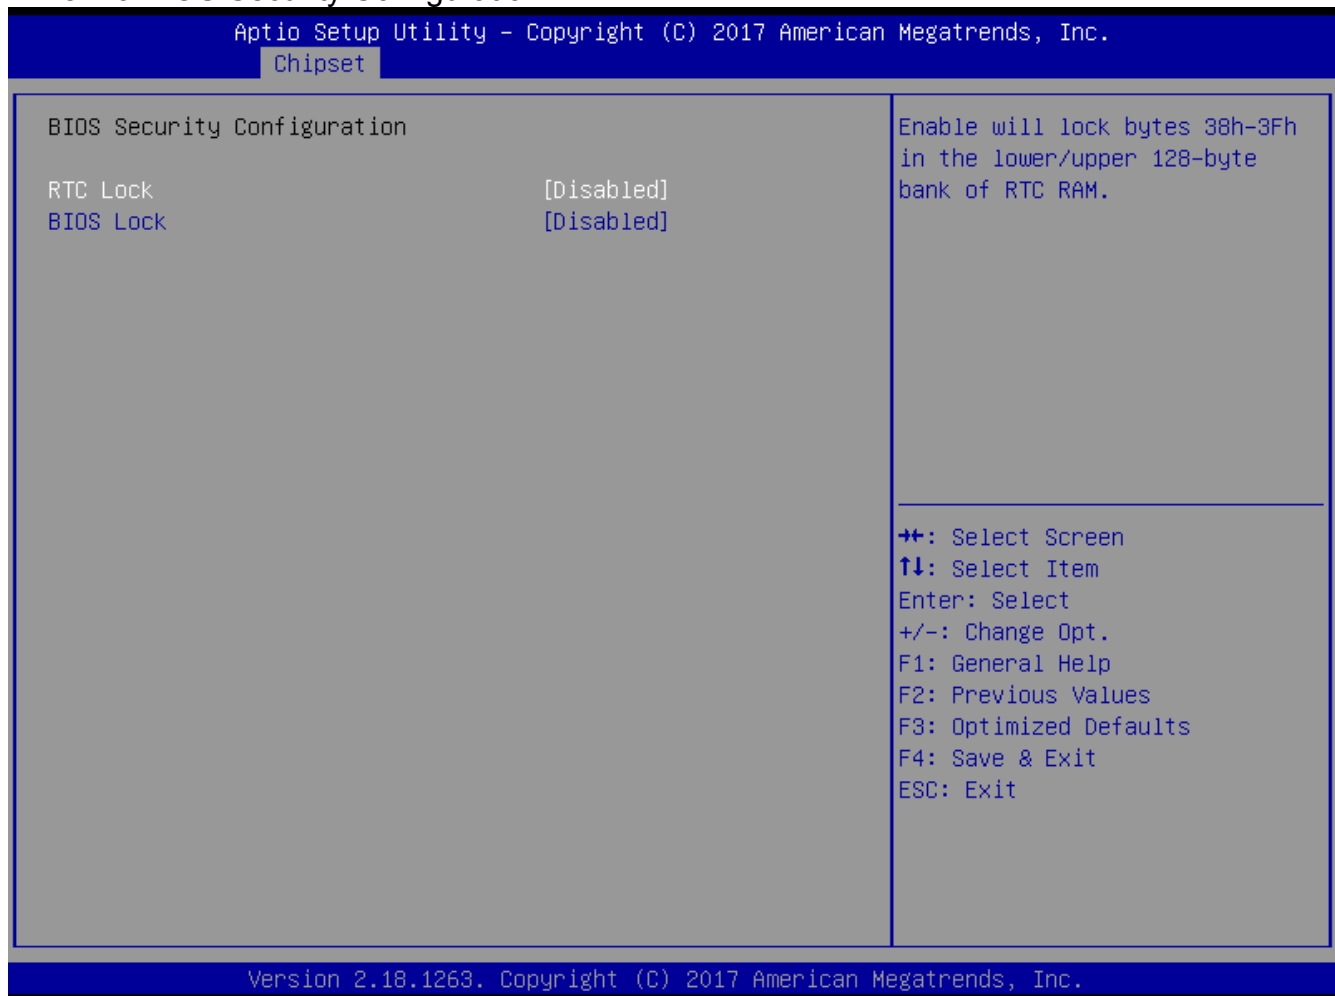 Aptio Setup Utility – Copyright (C) 2017 American Megatrends, Inc.
Chipset
BIOS Security Configuration
RTC Lock [Disabled]
BIOS Lock [Disabled]
Enable will lock bytes 38h–3Fh
in the lower/upper 128–byte
bank of RTC RAM.
→←: Select Screen
↑↓: Select Item
Enter: Select
+/–: Change Opt.
F1: General Help
F2: Previous Values
F3: Optimized Defaults
F4: Save & Exit
ESC: Exit
Version 2.18.1263. Copyright (C) 2017 American Megatrends, Inc.